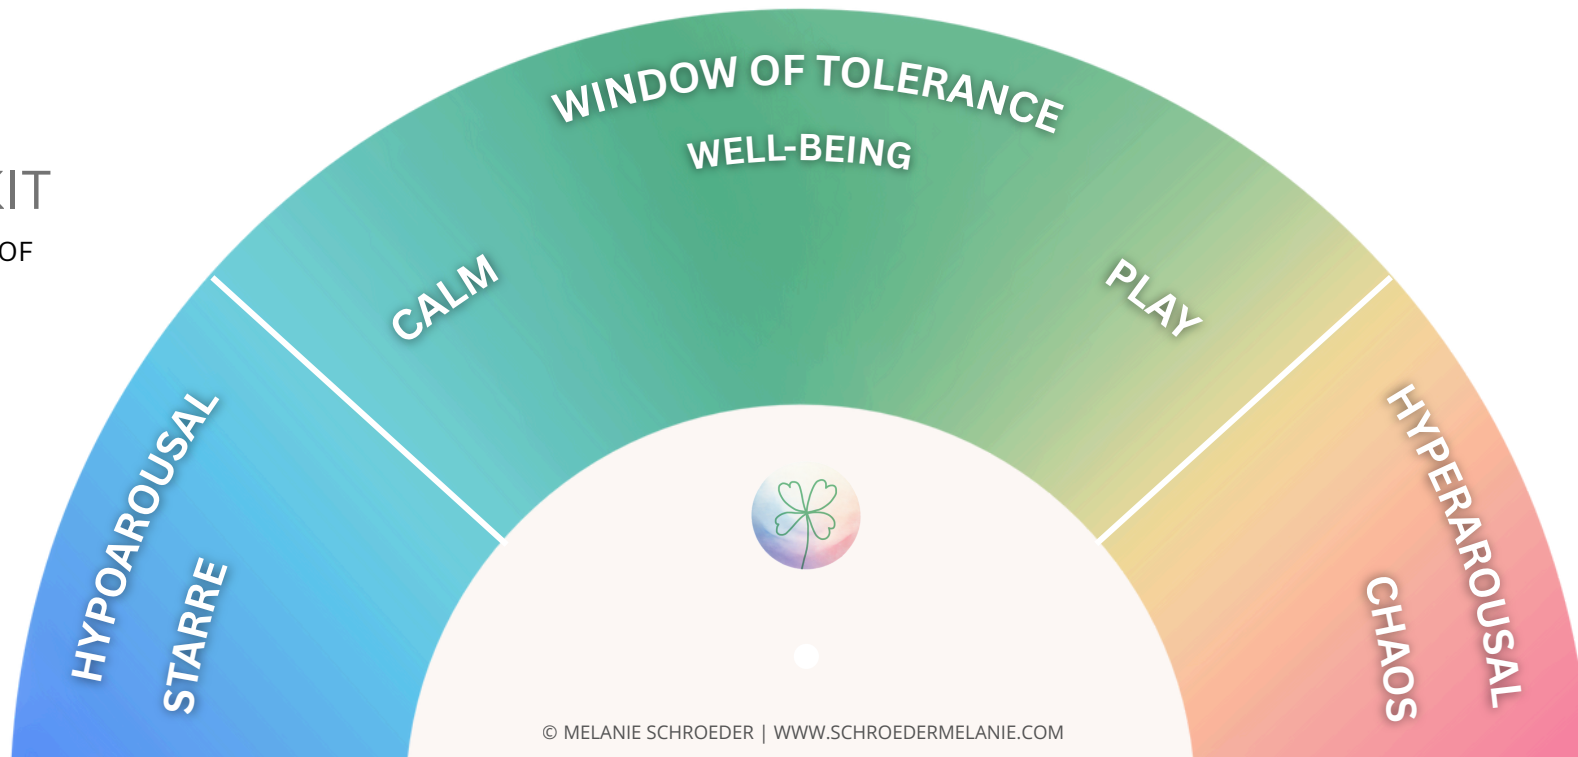 KIT
OF
WINDOW OF TOLERANCE
WELL-BEING
CALM
PLAY
HYPOAROUSAL
STARRE
HYPERAROUSAL
CHAOS
© MELANIE SCHROEDER | WWW.SCHROEDERMELANIE.COM